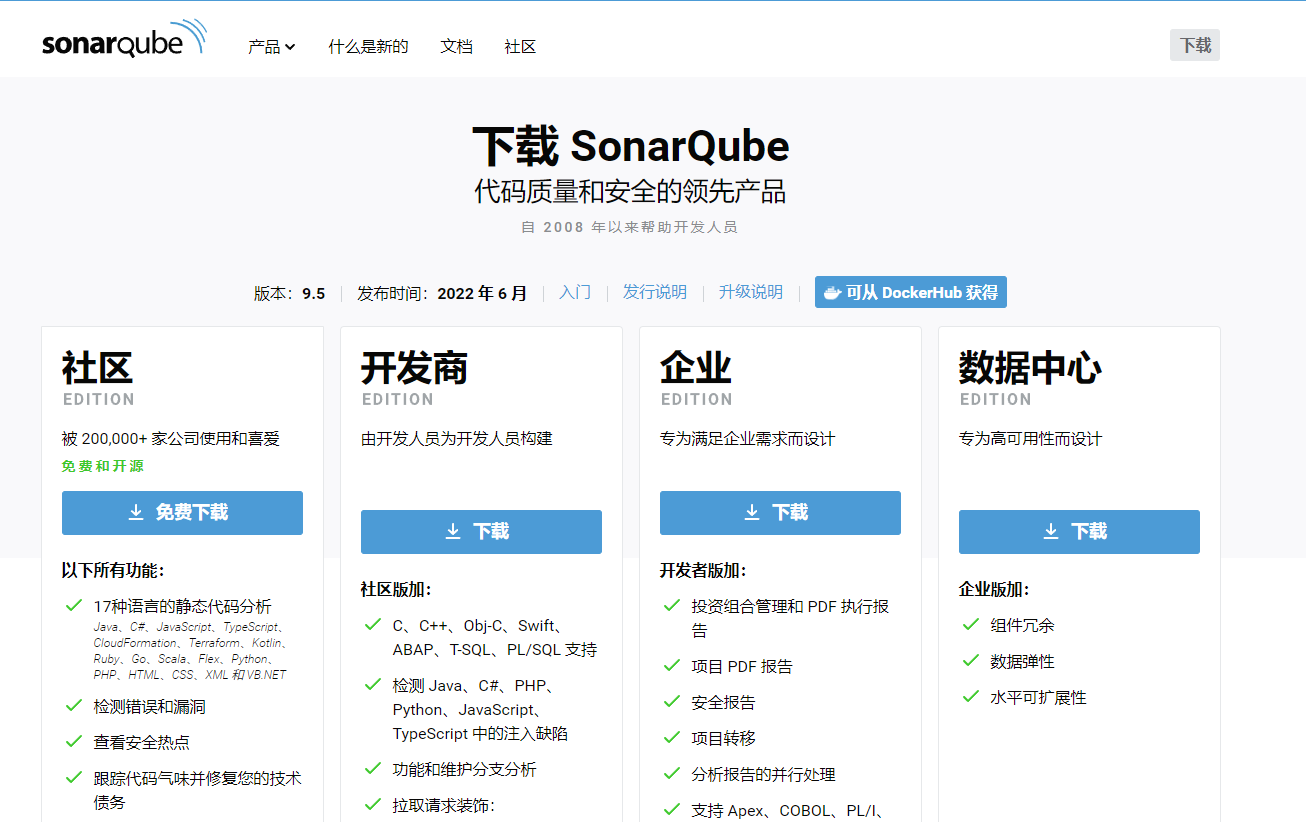 sonarqube
产品 什么是新的 文档 社区 下载
下载 SonarQube
代码质量和安全的领先产品
自 2008 年以来帮助开发人员
版本：9.5 发布时间：2022 年 6 月 入门 发行说明 升级说明 可从 DockerHub 获得
社区
EDITION
被 200,000+ 家公司使用和喜爱
免费和开源
免费下载
以下所有功能：
17种语言的静态代码分析
Java、C#、JavaScript、TypeScript、
CloudFormation、Terraform、Kotlin、
Ruby、Go、Scala、Flex、Python、
PHP、HTML、CSS、XML 和 VB.NET
检测错误和漏洞
查看安全热点
跟踪代码气味并修复您的技术
债务
开发商
EDITION
由开发人员为开发人员构建
下载
社区版加：
C、C++、Obj-C、Swift、
ABAP、T-SQL、PL/SQL 支持
检测 Java、C#、PHP、
Python、JavaScript、
TypeScript 中的注入缺陷
功能和维护分支分析
拉取请求装饰：
企业
EDITION
专为满足企业需求而设计
下载
开发者版加：
投资组合管理和 PDF 执行报
告
项目 PDF 报告
安全报告
项目转移
分析报告的并行处理
支持 Apex、COBOL、PL/I、
数据中心
EDITION
专为高可用性而设计
下载
企业版加：
组件冗余
数据弹性
水平可扩展性